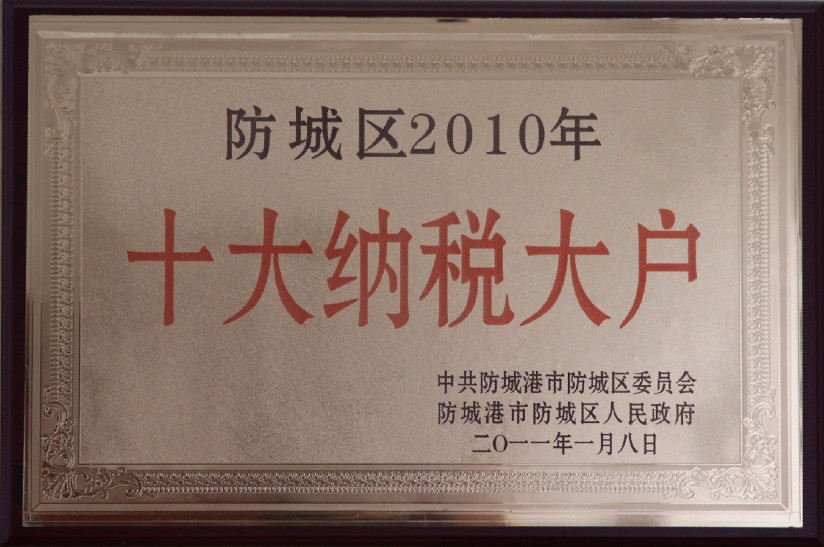 防城区2010年
十大纳税大户
中共防城港市防城区委员会
防城港市防城区人民政府
二〇一一年一月八日